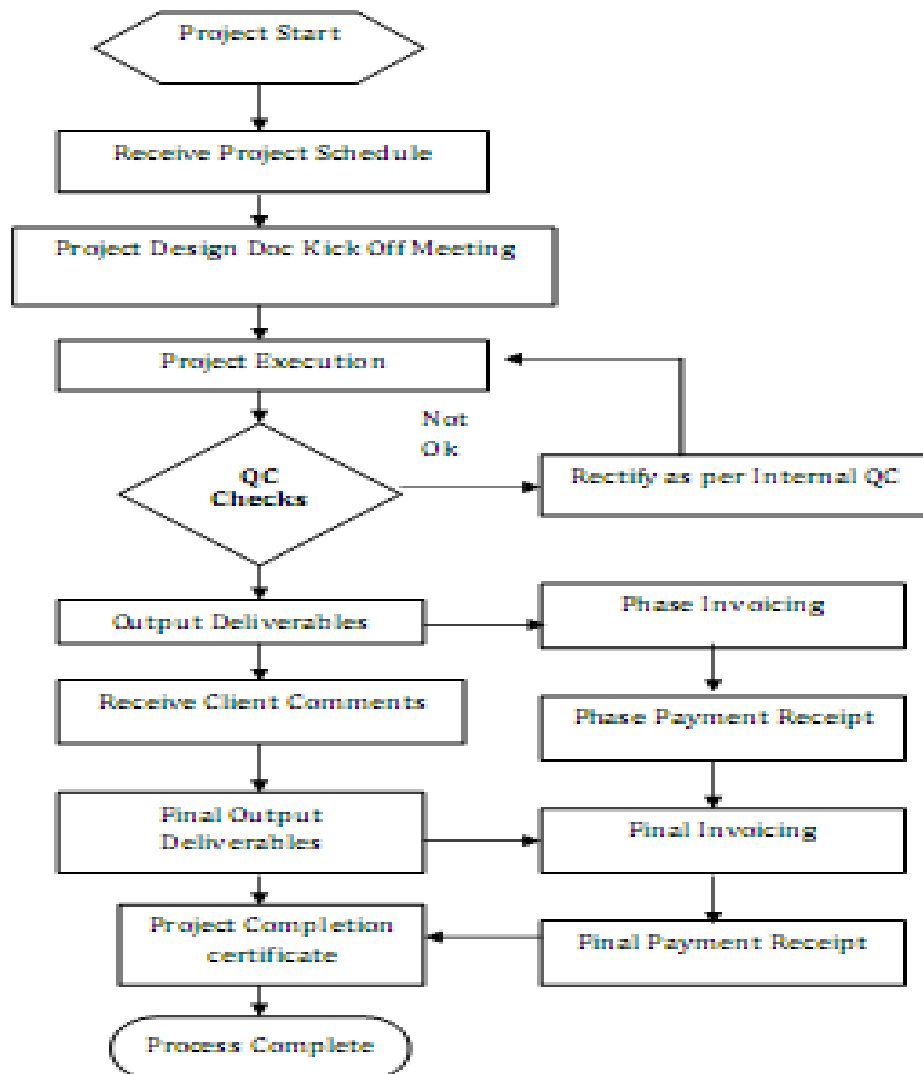 Project Start
Receive Project Schedule
Project Design Doc Kick Off Meeting
Project Execution
Not
Ok
QC
Checks
Rectify as per Internal QC
Output Deliverables
Phase Invoicing
Receive Client Comments
Phase Payment Receipt
Final Output
Deliverables
Final Invoicing
Project Completion
certificate
Final Payment Receipt
Process Complete